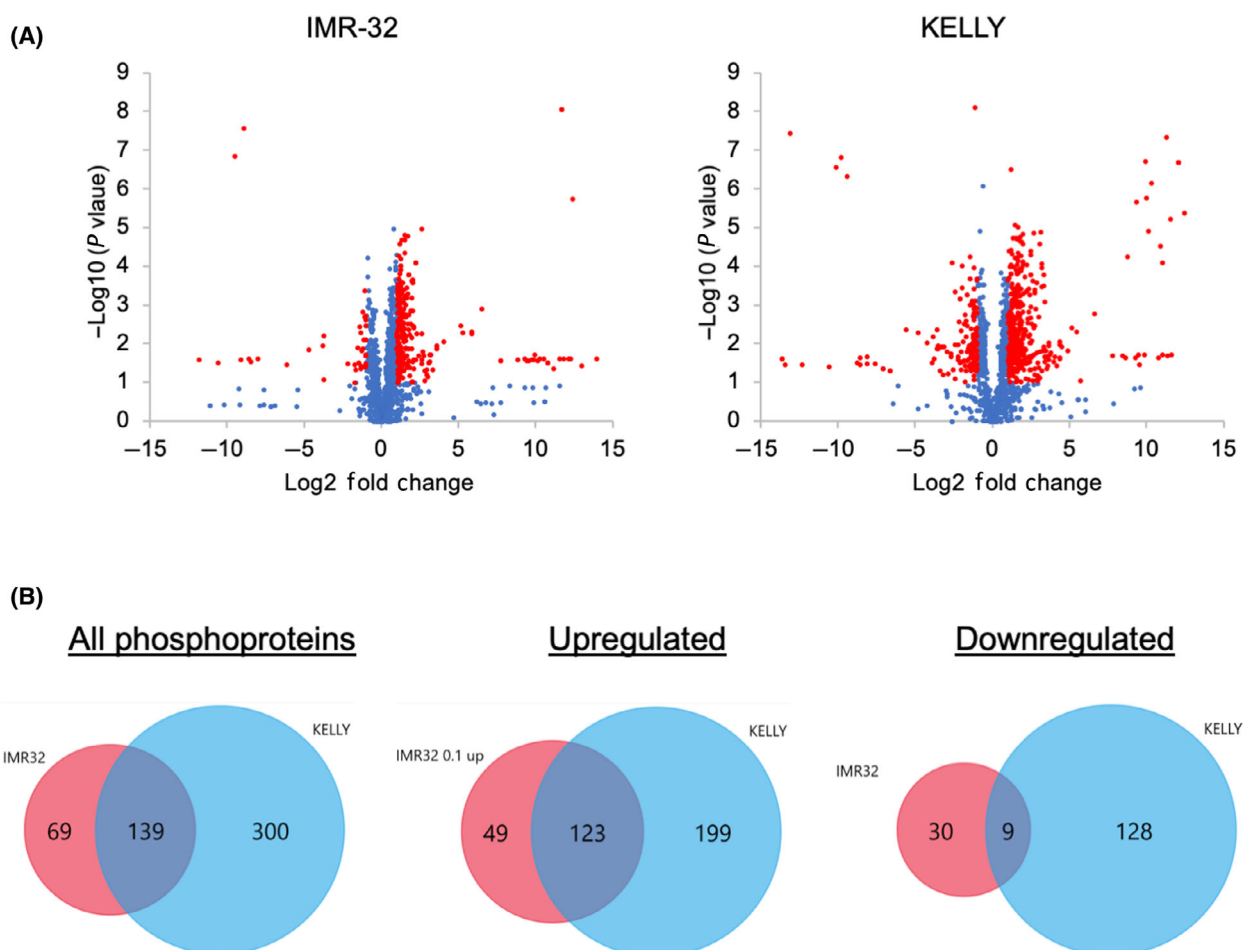 (A)
IMR-32
KELLY
9
8
7
6
5
4
3
2
1
0
–Log10 (P vlaue)
–15 –10 –5 0 5 10 15
Log2 fold change
9
8
7
6
5
4
3
2
1
0
–Log10 (P value)
–15 –10 –5 0 5 10 15
Log2 fold change
(B)
All phosphoproteins
IMR32
KELLY
69 139 300
Upregulated
IMR32 0.1 up
KELLY
49 123 199
Downregulated
IMR32
KELLY
30 9 128